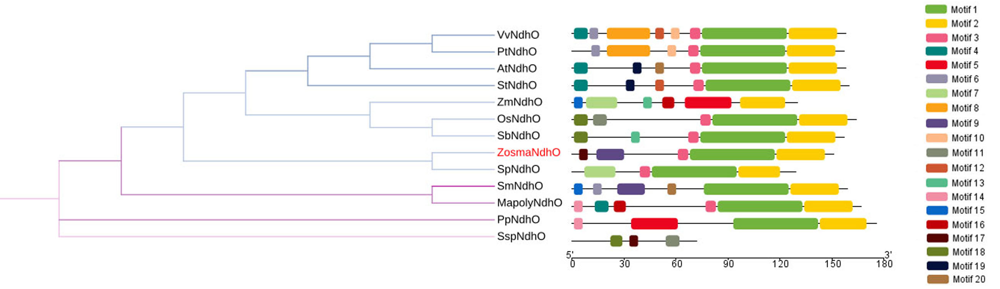 VvNdhO
PtNdhO
AtNdhO
StNdhO
ZmNdhO
OsNdhO
SbNdhO
ZosmaNdhO
SpNdhO
SmNdhO
MapolyNdhO
PpNdhO
SspNdhO
5' 3'
0 30 60 90 120 150 180
Motif 1
Motif 2
Motif 3
Motif 4
Motif 5
Motif 6
Motif 7
Motif 8
Motif 9
Motif 10
Motif 11
Motif 12
Motif 13
Motif 14
Motif 15
Motif 16
Motif 17
Motif 18
Motif 19
Motif 20